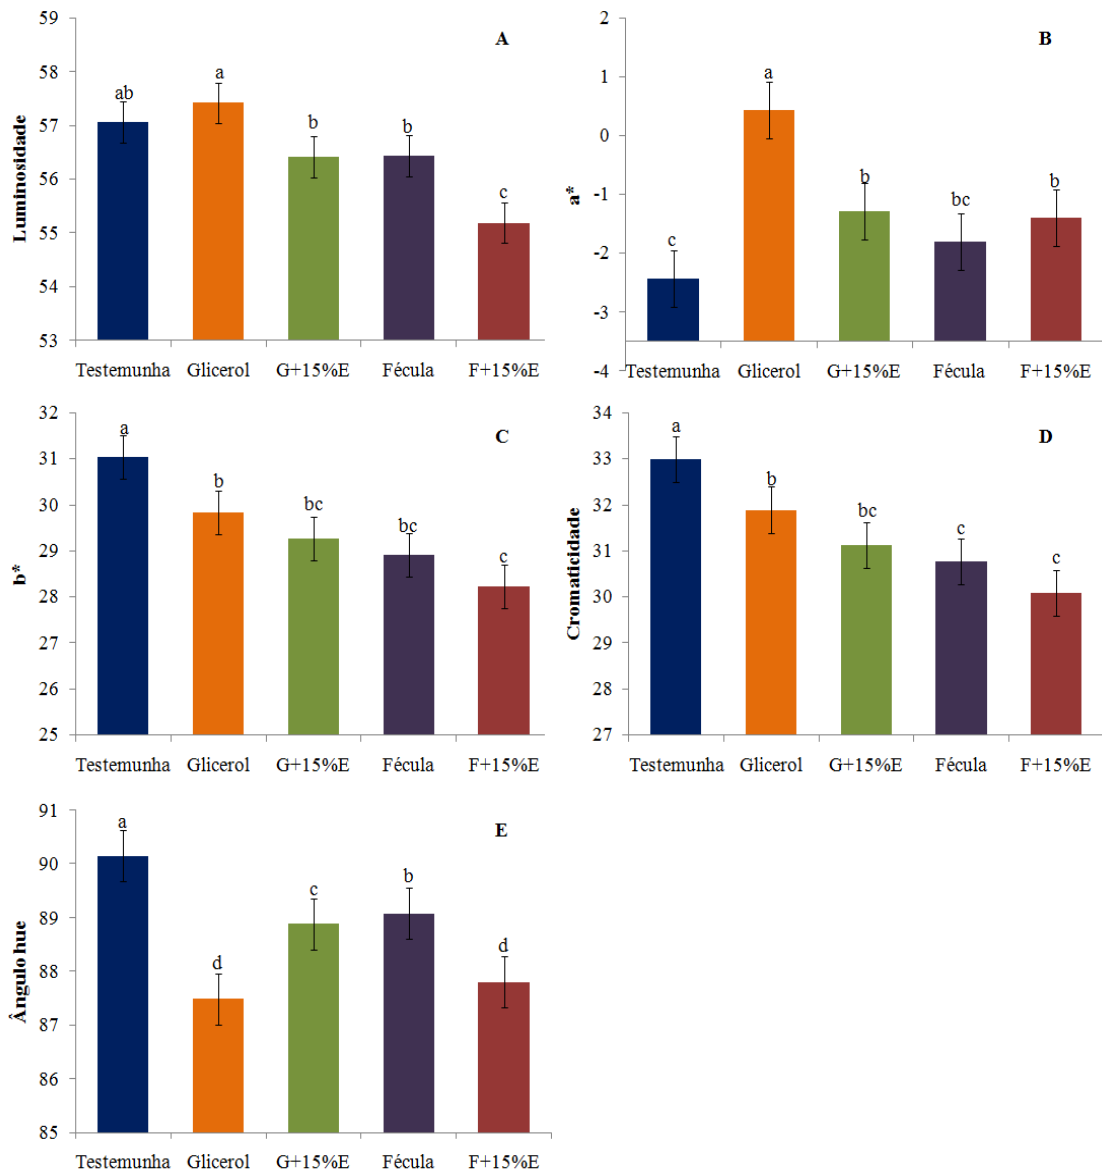 A
Luminosidade
59
58
57
56
55
54
53
ab
a
b
b
c
Testemunha Glicerol G+15%E Fécula F+15%E
B
a*
2
1
0
-1
-2
-3
-4
c
a
b
bc
b
Testemunha Glicerol G+15%E Fécula F+15%E
C
b*
32
31
30
29
28
27
26
25
a
b
bc
bc
c
Testemunha Glicerol G+15%E Fécula F+15%E
D
Cromaticidade
34
33
32
31
30
29
28
27
a
b
bc
c
c
Testemunha Glicerol G+15%E Fécula F+15%E
E
Ângulo hue
91
90
89
88
87
86
85
a
d
c
b
d
Testemunha Glicerol G+15%E Fécula F+15%E